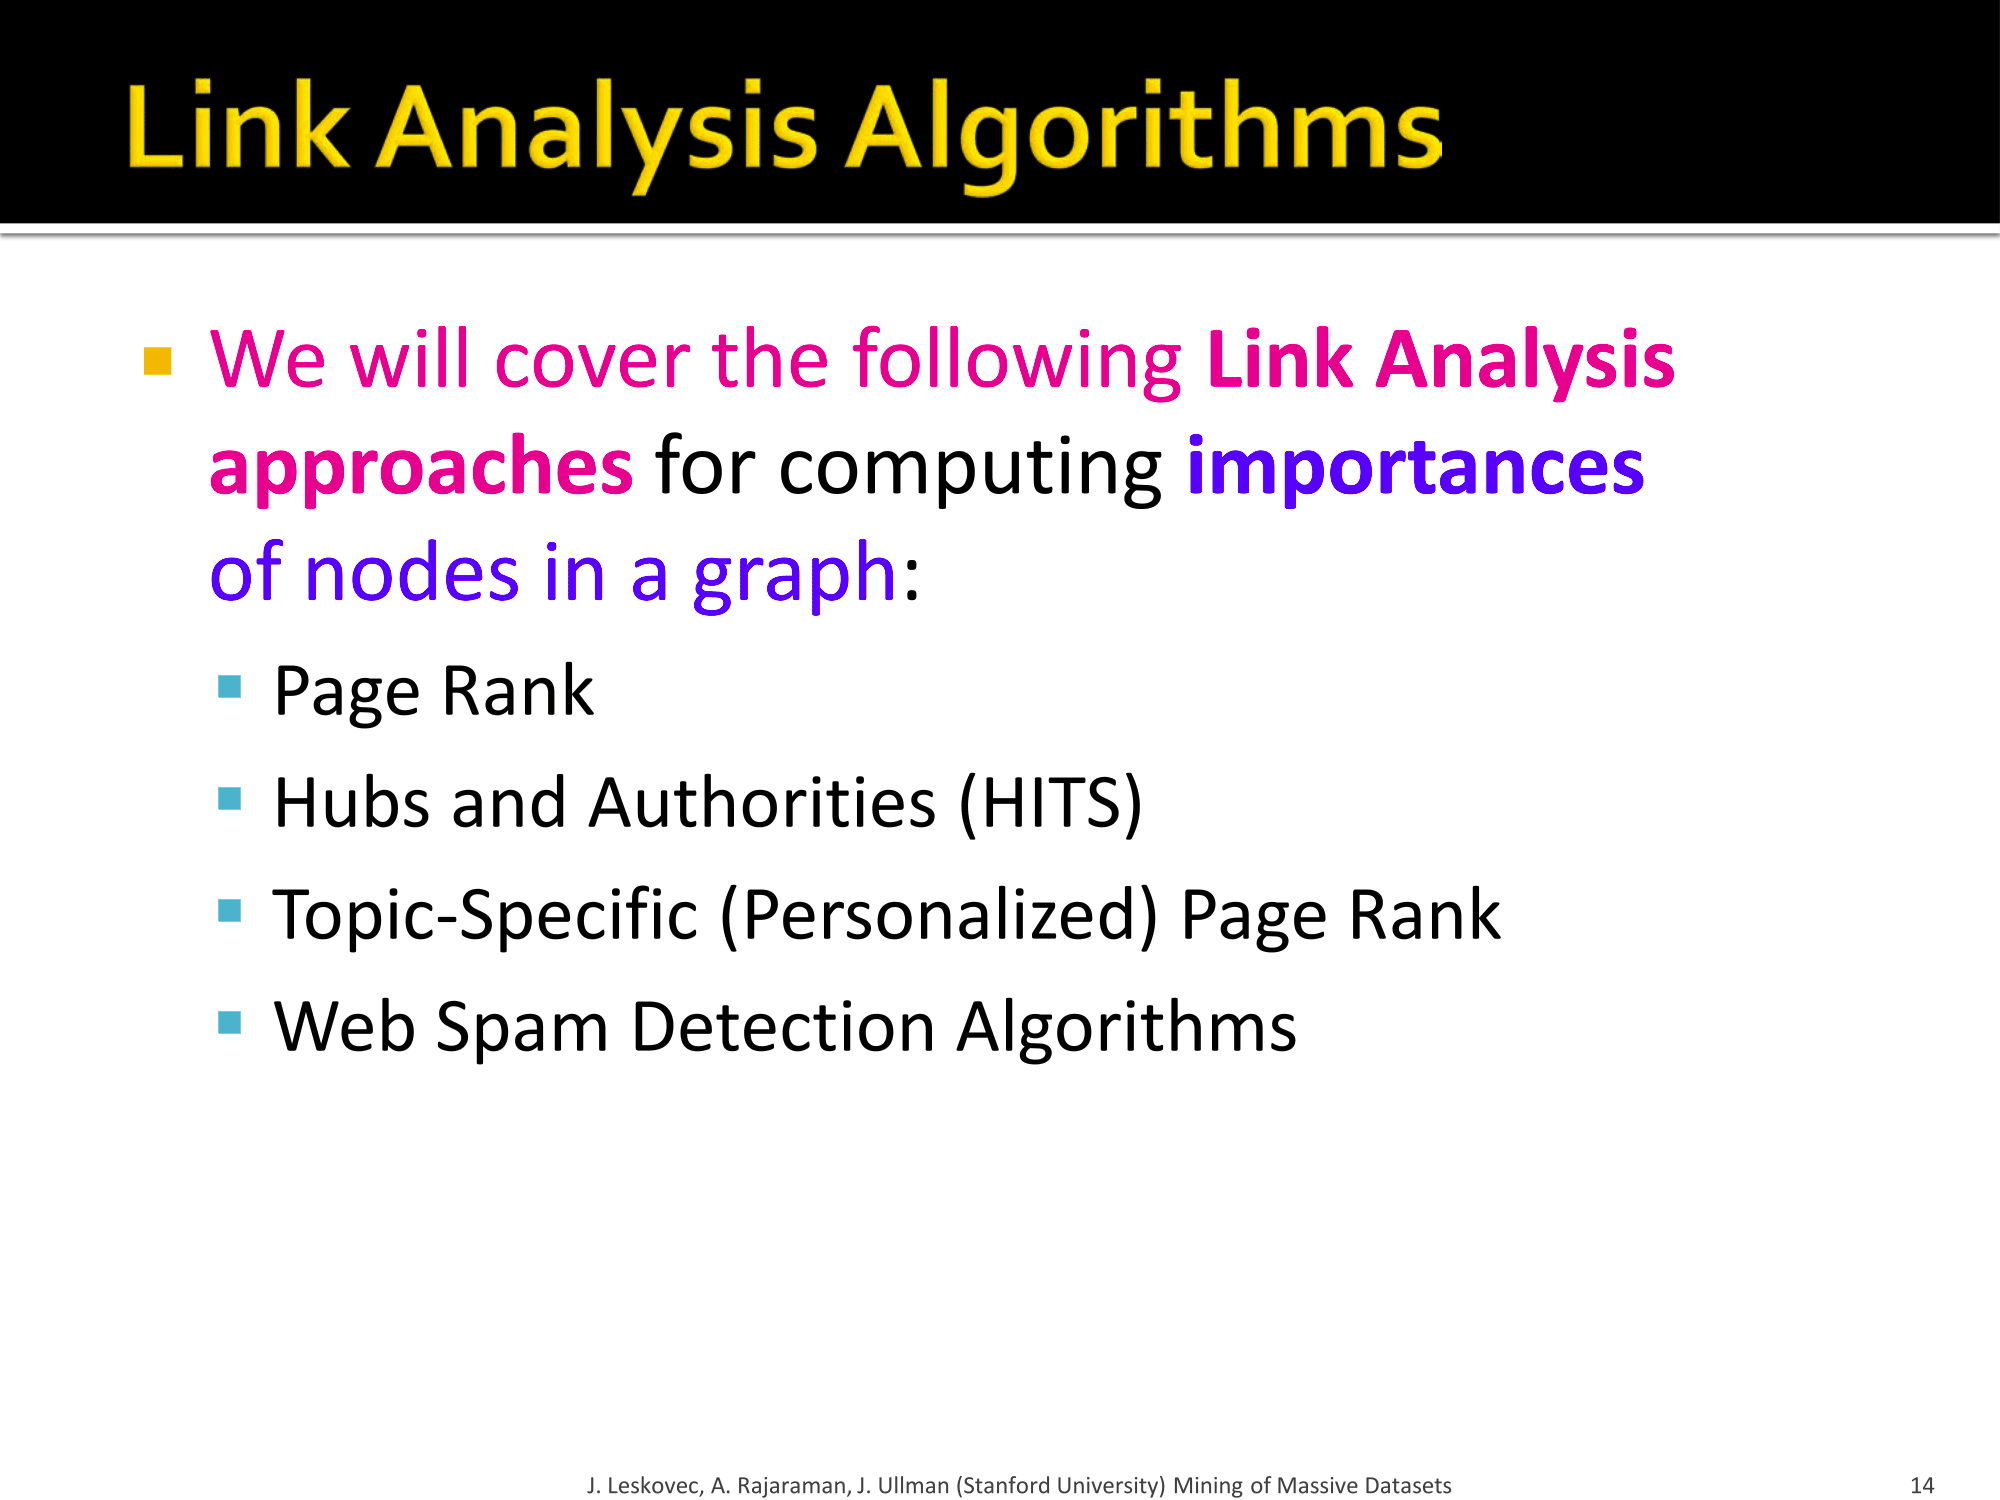 Link Analysis Algorithms
We will cover the following Link Analysis
approaches for computing importances
of nodes in a graph:
Page Rank
Hubs and Authorities (HITS)
Topic-Specific (Personalized) Page Rank
Web Spam Detection Algorithms
J. Leskovec, A. Rajaraman, J. Ullman (Stanford University) Mining of Massive Datasets
14